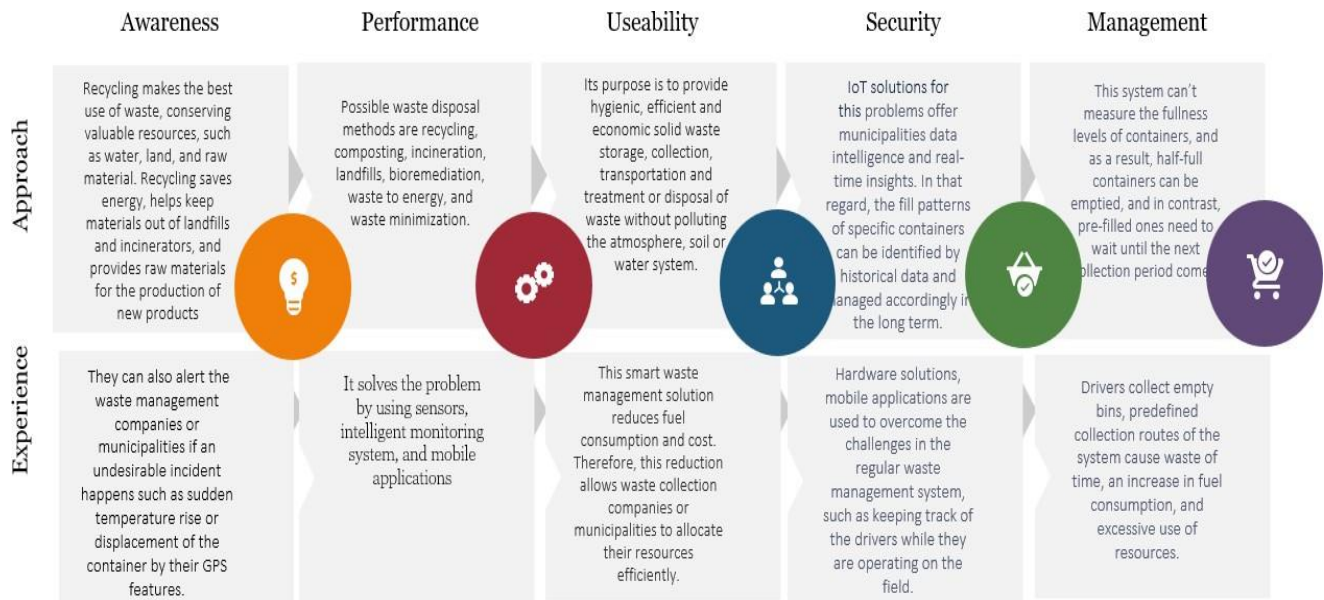 Awareness
Performance
Useability
Security
Management
Approach
Recycling makes the best
use of waste, conserving
valuable resources, such
as water, land, and raw
material. Recycling saves
energy, helps keep
materials out of landfills
and incinerators, and
provides raw materials
for the production of
new products
Possible waste disposal
methods are recycling,
composting, incineration,
landfills, bioremediation,
waste to energy, and
waste minimization.
Its purpose is to provide
hygienic, efficient and
economic solid waste
storage, collection,
transportation and
treatment or disposal of
waste without polluting
the atmosphere, soil or
water system.
IoT solutions for
this problems offer
municipalities data
intelligence and real-
time insights. In that
regard, the fill patterns
of specific containers
can be identified by
historical data and
managed accordingly in
the long term.
This system can't
measure the fullness
levels of containers, and
as a result, half-full
containers can be
emptied, and in contrast,
pre-filled ones need to
wait until the next
collection period
$
Experience
They can also alert the
waste management
companies or
municipalities if an
undesirable incident
happens such as sudden
temperature rise or
displacement of the
container by their GPS
features.
It solves the problem
by using sensors,
intelligent monitoring
system, and mobile
applications
This smart waste
management solution
reduces fuel
consumption and cost.
Therefore, this reduction
allows waste collection
companies or
municipalities to allocate
their resources
efficiently.
Hardware solutions,
mobile applications are
used to overcome the
challenges in the
regular waste
management system,
such as keeping track of
the drivers while they
are operating on the
field.
Drivers collect empty
bins, predefined
collection routes of the
system cause waste of
time, an increase in fuel
consumption, and
excessive use of
resources.